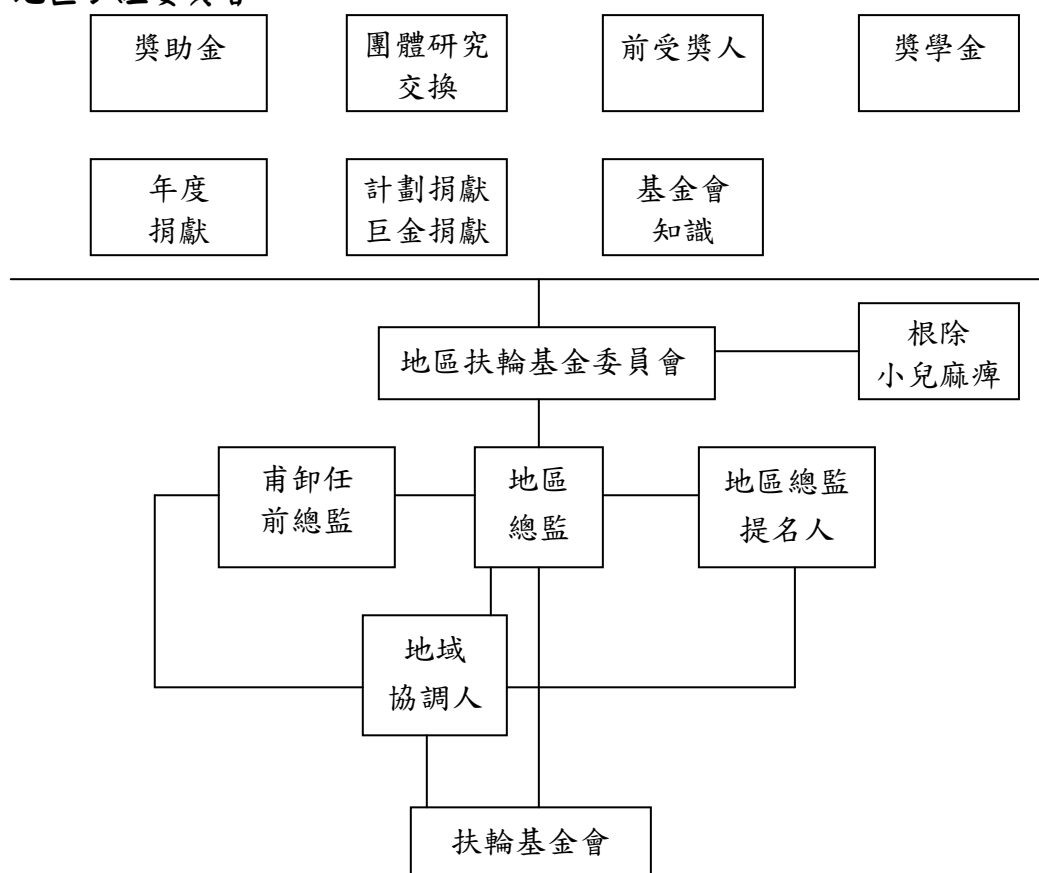 獎助金
團體研究
交換
前受獎人
獎學金
年度
捐獻
計劃捐獻
巨金捐獻
基金會
知識
地區扶輪基金委員會
根除
小兒麻痺
甫卸任
前總監
地區
總監
地區總監
提名人
地域
協調人
扶輪基金會